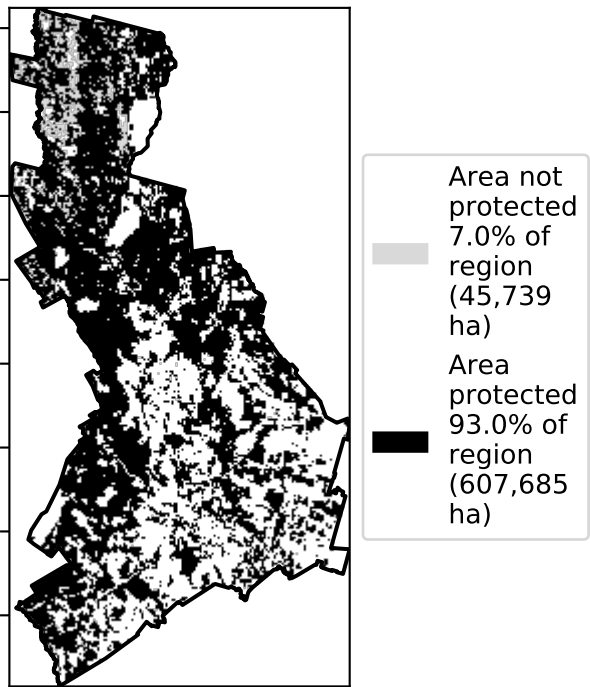 Area not
protected
7.0% of
region
(45,739
ha)
Area
protected
93.0% of
region
(607,685
ha)